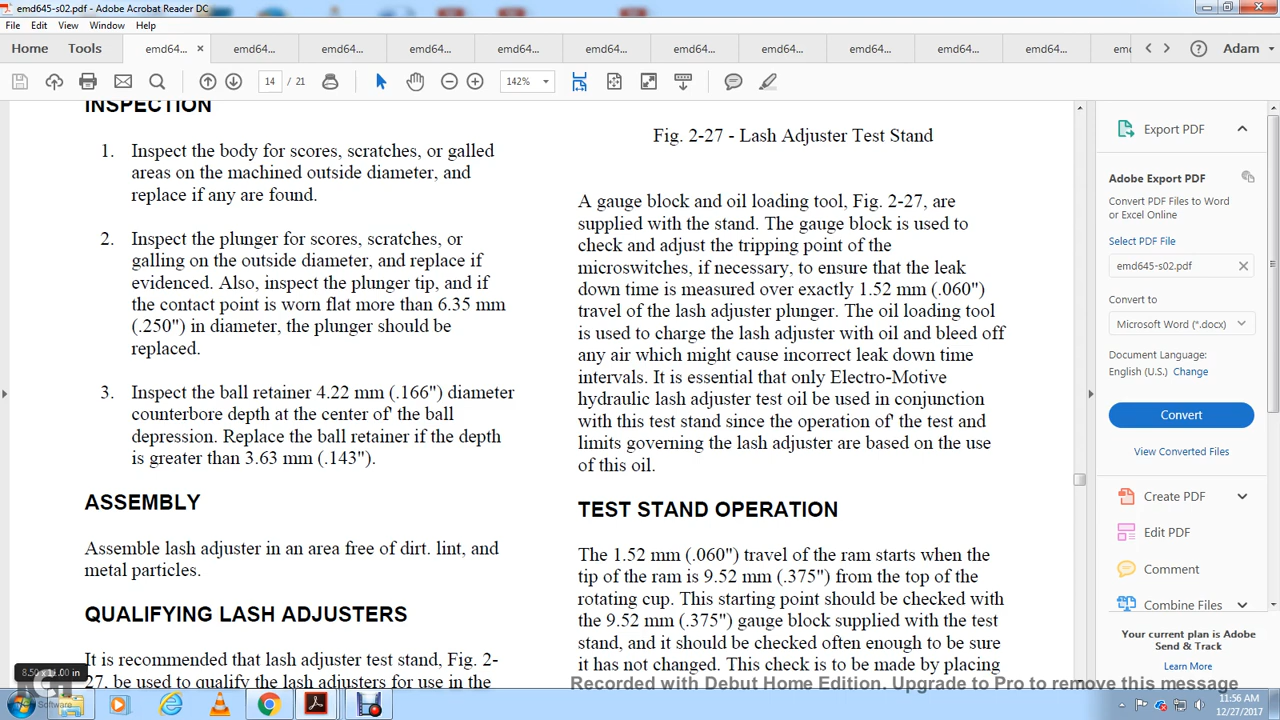 emd645-s02.pdf - Adobe Acrobat Reader DC
File Edit View Window Help
Home Tools emd64... × emd64... emd64... emd64... emd64... emd64... emd64... emd64... emd64... emd64... emd64... Adam
14 / 21 142%
INSPECTION
1. Inspect the body for scores, scratches, or galled
areas on the machined outside diameter, and
replace if any are found.
2. Inspect the plunger for scores, scratches, or
galling on the outside diameter, and replace if
evidenced. Also, inspect the plunger tip, and if
the contact point is worn flat more than 6.35 mm
(.250") in diameter, the plunger should be
replaced.
3. Inspect the ball retainer 4.22 mm (.166") diameter
counterbore depth at the center of' the ball
depression. Replace the ball retainer if the depth
is greater than 3.63 mm (.143").
ASSEMBLY
Assemble lash adjuster in an area free of dirt. lint, and
metal particles.
QUALIFYING LASH ADJUSTERS
It is recommended that lash adjuster test stand, Fig. 2-
27, be used to qualify the lash adjusters for use in the
8.50 x 11.00 in
Fig. 2-27 - Lash Adjuster Test Stand
A gauge block and oil loading tool, Fig. 2-27, are
supplied with the stand. The gauge block is used to
check and adjust the tripping point of the
microswitches, if necessary, to ensure that the leak
down time is measured over exactly 1.52 mm (.060")
travel of the lash adjuster plunger. The oil loading tool
is used to charge the lash adjuster with oil and bleed off
any air which might cause incorrect leak down time
intervals. It is essential that only Electro-Motive
hydraulic lash adjuster test oil be used in conjunction
with this test stand since the operation of' the test and
limits governing the lash adjuster are based on the use
of this oil.
TEST STAND OPERATION
The 1.52 mm (.060") travel of the ram starts when the
tip of the ram is 9.52 mm (.375") from the top of the
rotating cup. This starting point should be checked with
the 9.52 mm (.375") gauge block supplied with the test
stand, and it should be checked often enough to be sure
it has not changed. This check is to be made by placing
Export PDF
Adobe Export PDF
Convert PDF Files to Word
or Excel Online
Select PDF File
emd645-s02.pdf
Convert to
Microsoft Word (*.docx)
Document Language:
English (U.S.) Change
Convert
View Converted Files
Create PDF
Edit PDF
Comment
Combine Files
Your current plan is Adobe
Send & Track
Learn More
Recorded with Debut Home Edition. Upgrade to Pro to remove this message
Software
11:56 AM
12/27/2017